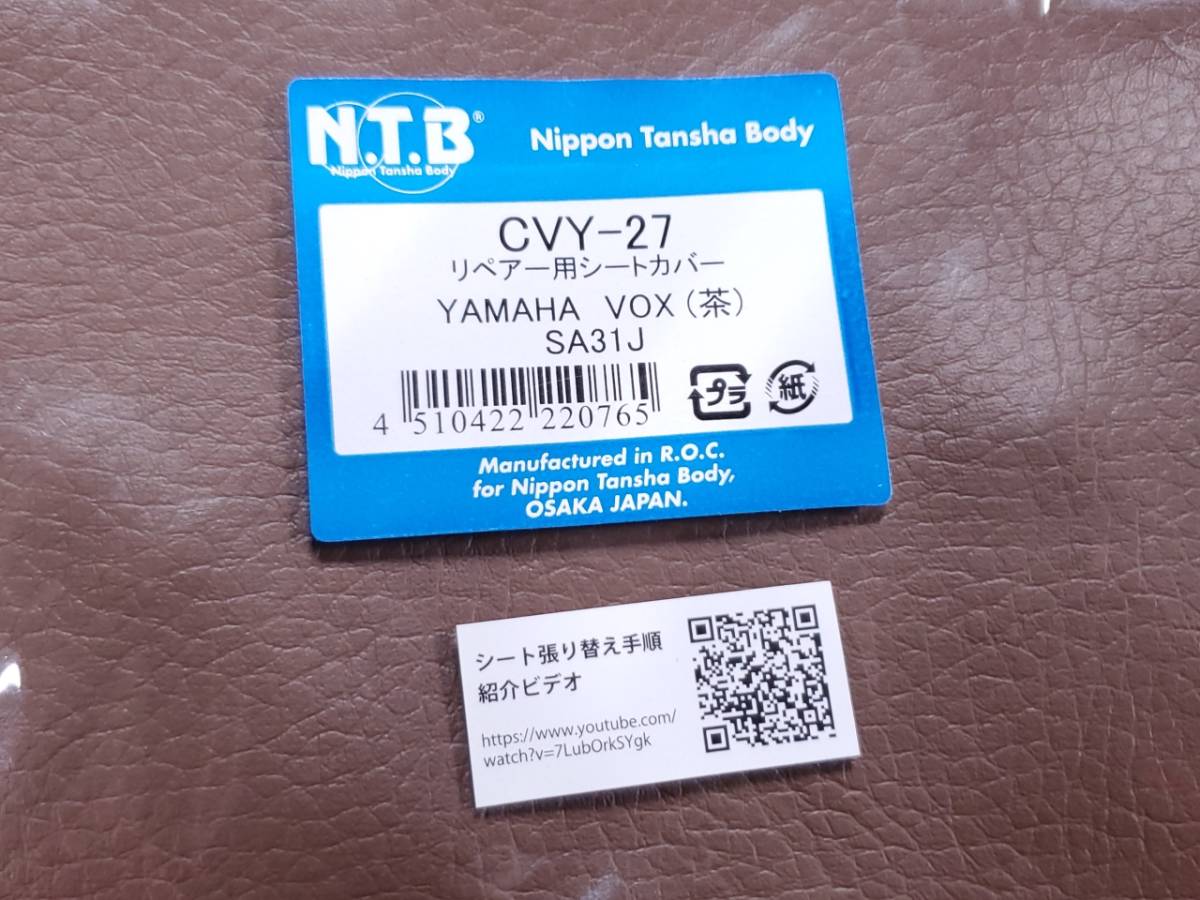 N.T.B®
Nippon Tansha Body
Nippon Tansha Body
CVY-27
リペアー用シートカバー
YAMAHA VOX(茶)
SA31J
4 510422 220765
プラ
紙
Manufactured in R.O.C.
for Nippon Tansha Body,
OSAKA JAPAN.
シート張り替え手順
紹介ビデオ
https://www.youtube.com/
watch?v=7LubOrkSYgk